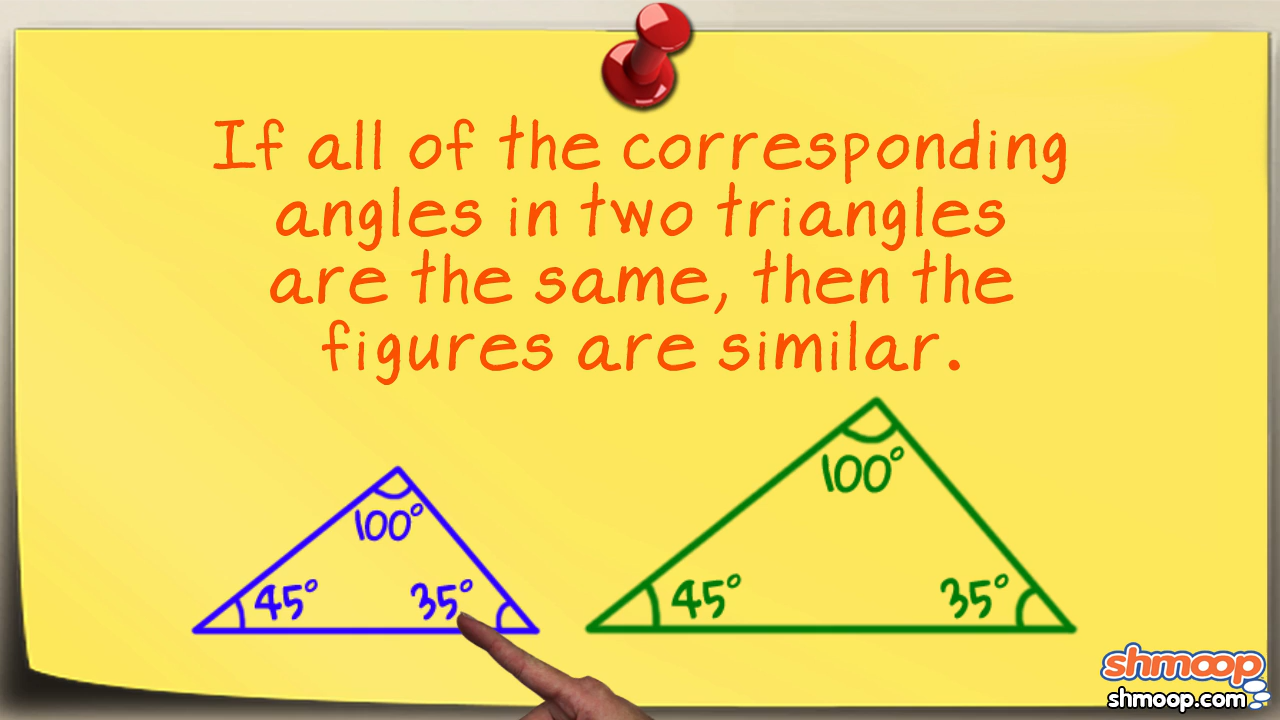 If all of the corresponding
angles in two triangles
are the same, then the
figures are similar.
100°
45° 35°
100°
45° 35°
shmoop
shmoop.com